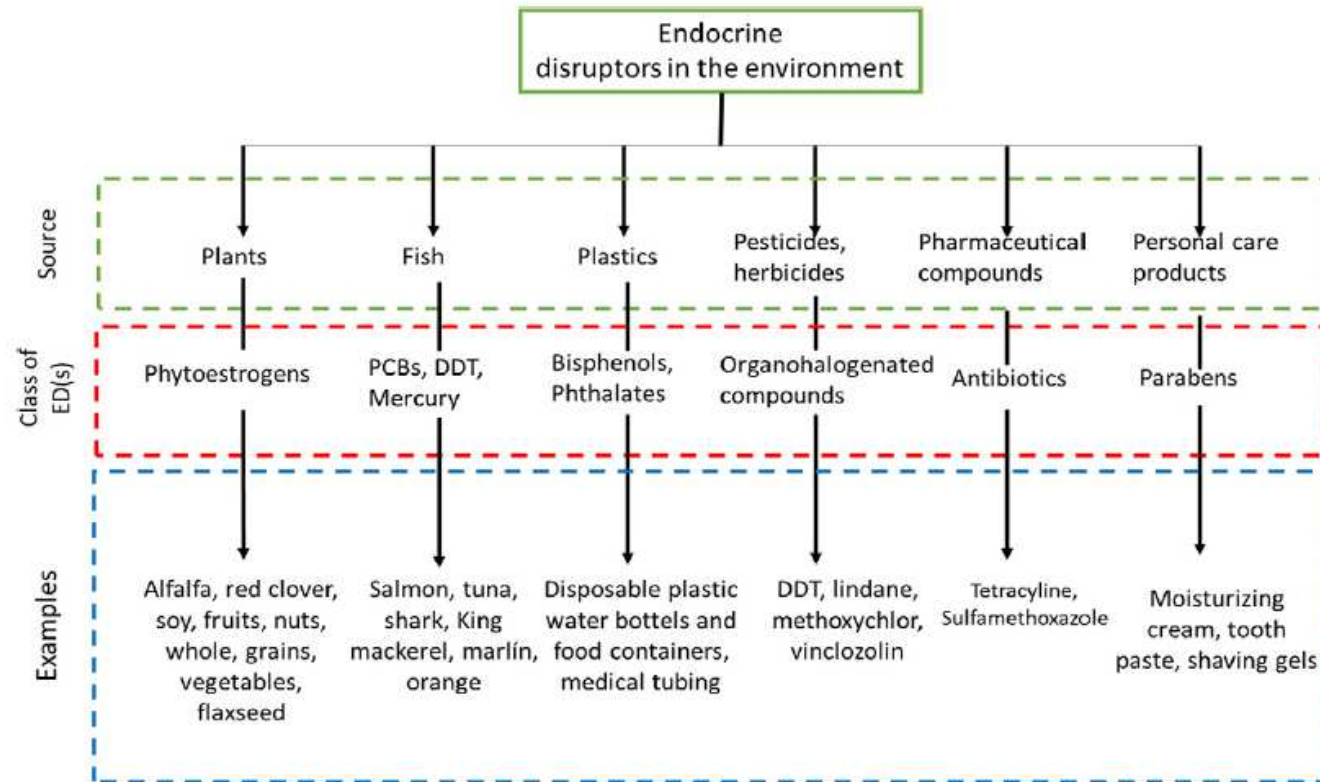 Endocrine
disruptors in the environment
Source
Plants
Fish
Plastics
Pesticides,
herbicides
Pharmaceutical
compounds
Personal care
products
Class of
ED(s)
Phytoestrogens
PCBs, DDT,
Mercury
Bisphenols,
Phthalates
Organohalogenated
compounds
Antibiotics
Parabens
Examples
Alfalfa, red clover,
soy, fruits, nuts,
whole, grains,
vegetables,
flaxseed
Salmon, tuna,
shark, King
mackerel, marlín,
orange
Disposable plastic
water bottels and
food containers,
medical tubing
DDT, lindane,
methoxychlor,
vinclozolin
Tetracyline,
Sulfamethoxazole
Moisturizing
cream, tooth
paste, shaving gels